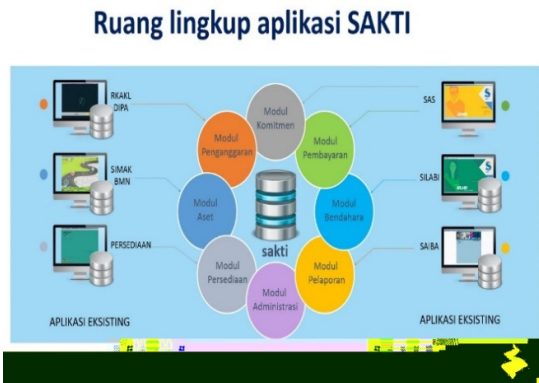 Ruang lingkup aplikasi SAKTI
RKAKL
DIPA
SIMAK
BMN
PERSEDIAAN
APLIKASI EKSISTING
Modul
Komitmen
Modul
Penganggaran
Modul
Pembayaran
Modul
Aset
Modul
Bendahara
sakti
Modul
Persediaan
Modul
Pelaporan
Modul
Administrasi
SAS
SILABI
SAIBA
APLIKASI EKSISTING